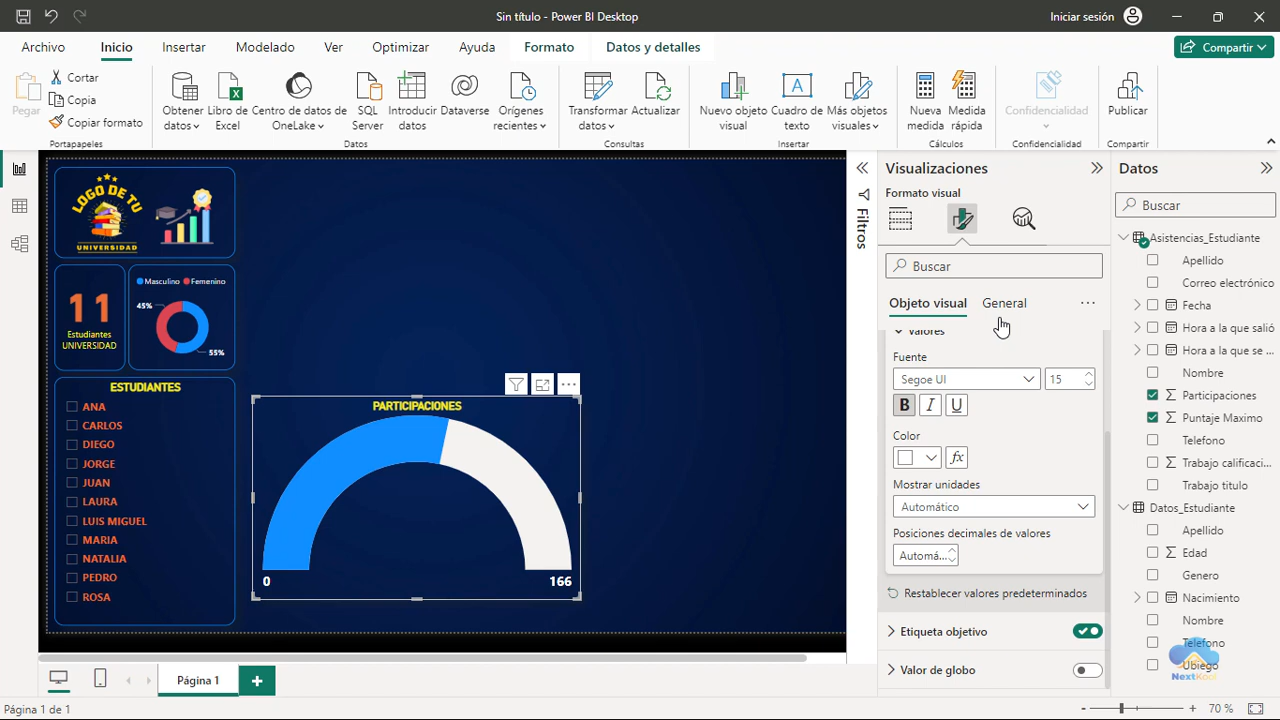 Sin título - Power BI Desktop
Iniciar sesión
Archivo Inicio Insertar Modelado Ver Optimizar Ayuda Formato Datos y detalles
Compartir
Pegar
Cortar
Copia
Copiar formato
Portapapeles
Obtener datos
Libro de Excel
Centro de datos de OneLake
SQL Server
Introducir datos
Dataverse
Orígenes recientes
Datos
Transformar datos
Actualizar
Consultas
Nuevo objeto visual
Cuadro de texto
Más objetos visuales
Insertar
Nueva medida
Medida rápida
Cálculos
Confidencialidad
Confidencialidad
Publicar
Compartir
LOGO DE TU
UNIVERSIDAD
11
Estudiantes
UNIVERSIDAD
Masculino Femenino
45%
55%
ESTUDIANTES
ANA
CARLOS
DIEGO
JORGE
JUAN
LAURA
LUIS MIGUEL
MARIA
NATALIA
PEDRO
ROSA
PARTICIPACIONES
0 166
Filtros
Visualizaciones
Formato visual
Buscar
Objeto visual General
Valores
Fuente
Segoe UI 15
B I U
Color
fx
Mostrar unidades
Automático
Posiciones decimales de valores
Automá...
Restablecer valores predeterminados
Etiqueta objetivo
Valor de globo
Datos
Buscar
Asistencias_Estudiante
Apellido
Correo electrónico
Fecha
Hora a la que salió
Hora a la que se ...
Nombre
Participaciones
Puntaje Maximo
Telefono
Trabajo calificaci...
Trabajo titulo
Datos_Estudiante
Apellido
Edad
Genero
Nacimiento
Nombre
Telefono
Ubiego
NextKool
Página 1
Página 1 de 1
70 %